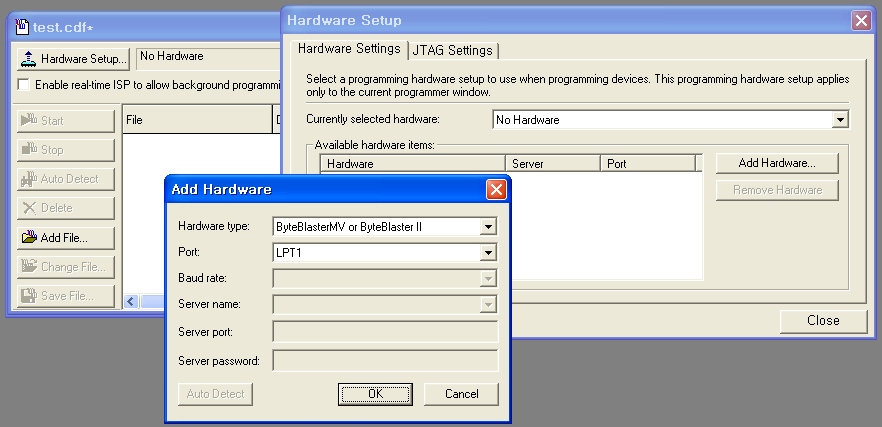 test.cdf*
Hardware Setup...
No Hardware
Enable real-time ISP to allow background programmi
Start
Stop
Auto Detect
Delete
Add File...
Change File...
Save File...
File
Hardware Setup
Hardware Settings
JTAG Settings
Select a programming hardware setup to use when programming devices. This programming hardware setup applies
only to the current programmer window.
Currently selected hardware:
No Hardware
Available hardware items:
Hardware
Server
Port
Add Hardware...
Remove Hardware
Close
Add Hardware
Hardware type:
ByteBlasterMV or ByteBlaster II
Port:
LPT1
Baud rate:
Server name:
Server port:
Server password:
Auto Detect
OK
Cancel